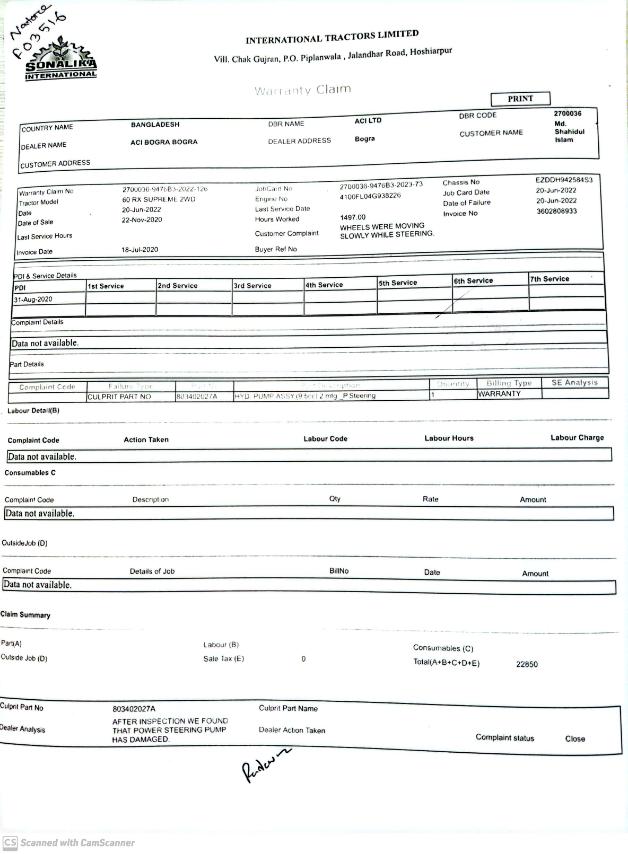 Natore
F03516
SONALIKA
INTERNATIONAL
INTERNATIONAL TRACTORS LIMITED
Vill. Chak Gujran, P.O. Piplanwala , Jalandhar Road, Hoshiarpur
Warranty Claim
PRINT
COUNTRY NAME BANGLADESH DBR NAME ACI LTD DBR CODE 2700036
DEALER NAME ACI BOGRA BOGRA DEALER ADDRESS Bogra CUSTOMER NAME Md. Shahidul Islam
CUSTOMER ADDRESS
Warranty Claim No 2700036-9476B3-2022-126 JobCard No 2700036-9476B3-2023-73 Chassis No EZDDH942584S3
Tractor Model 60 RX SUPREME 2WD Engine No 4100FL04G938226 Job Card Date 20-Jun-2022
Date 20-Jun-2022 Last Service Date Date of Failure 20-Jun-2022
Date of Sale 22-Nov-2020 Hours Worked 1497.00 Invoice No 3602808933
Last Service Hours Customer Complaint WHEELS WERE MOVING SLOWLY WHILE STEERING.
Invoice Date 18-Jul-2020 Buyer Ref No
PDI & Service Details
PDI 1st Service 2nd Service 3rd Service 4th Service 5th Service 6th Service 7th Service
31-Aug-2020
Complaint Details
Data not available.
Part Details
Complaint Code Failure Type Part No Part Description Quantity Billing Type SE Analysis
CULPRIT PART NO 803402027A HYD. PUMP ASSY (9.5cc) 2 mtg _P.Steering 1 WARRANTY
Labour Detail(B)
Complaint Code Action Taken Labour Code Labour Hours Labour Charge
Data not available.
Consumables C
Complaint Code Description Qty Rate Amount
Data not available.
OutsideJob (D)
Complaint Code Details of Job BillNo Date Amount
Data not available.
Claim Summary
Part(A) Labour (B) Consumables (C)
Outside Job (D) Sale Tax (E) 0 Total(A+B+C+D+E) 22850
Culprit Part No 803402027A Culprit Part Name
Dealer Analysis AFTER INSPECTION WE FOUND THAT POWER STEERING PUMP HAS DAMAGED. Dealer Action Taken Complaint status Close
CS Scanned with CamScanner